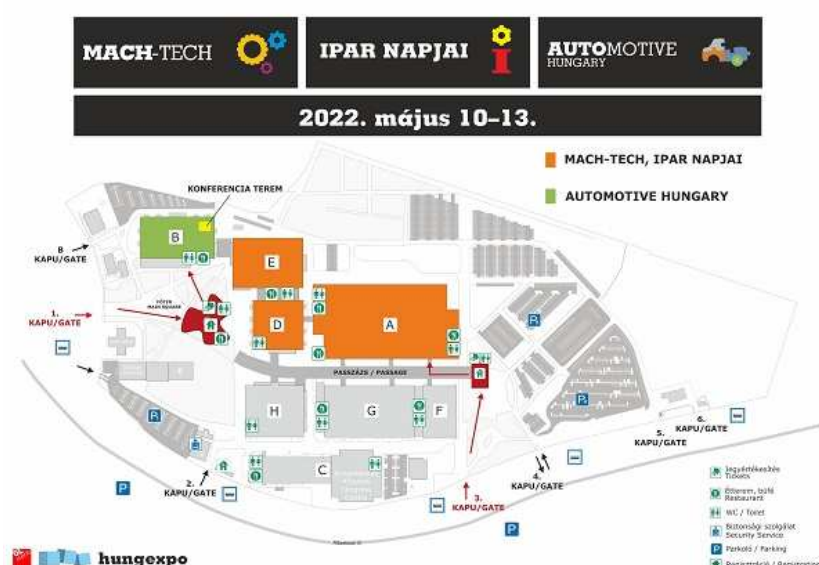 MACH-TECH
IPAR NAPJAI
AUTOMOTIVE
HUNGARY
2022. május 10–13.
MACH-TECH, IPAR NAPJAI
AUTOMOTIVE HUNGARY
KONFERENCIA TEREM
B
8
KAPU/GATE
E
1.
KAPU/GATE
D
A
PASSZÁZS / PASSAGE
H
G
F
C
2.
KAPU/GATE
3.
KAPU/GATE
4.
KAPU/GATE
5.
KAPU/GATE
6.
KAPU/GATE
P
P
Jegyértékesítés
Tickets
Étterem, büfé
Restaurant
WC / Toilet
Biztonsági szolgálat
Security Service
P
Parkoló / Parking
hungexpo